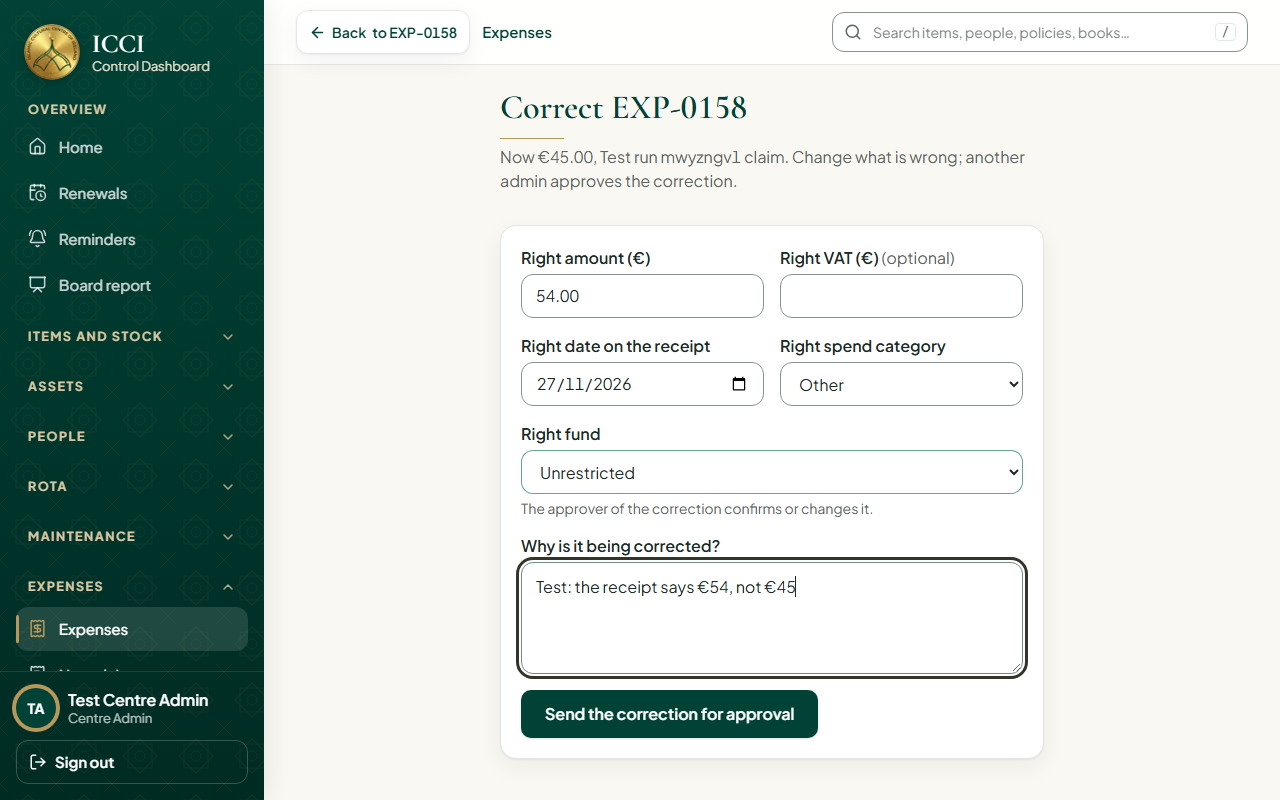 ICCI
Control Dashboard
OVERVIEW
Home
Renewals
Reminders
Board report
ITEMS AND STOCK
ASSETS
PEOPLE
ROTA
MAINTENANCE
EXPENSES
Expenses
TA
Test Centre Admin
Centre Admin
Sign out
Back to EXP-0158
Expenses
Search items, people, policies, books…
/
Correct EXP-0158
Now €45.00, Test run mwyzngv1 claim. Change what is wrong; another
admin approves the correction.
Right amount (€)
Right VAT (€) (optional)
54.00
Right date on the receipt
Right spend category
27/11/2026
Other
Right fund
Unrestricted
The approver of the correction confirms or changes it.
Why is it being corrected?
Test: the receipt says €54, not €45
Send the correction for approval